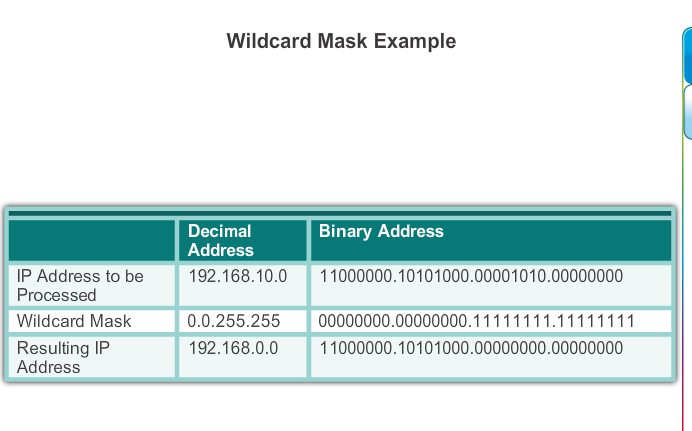 Wildcard Mask Example
Decimal Address
Binary Address
IP Address to be Processed
192.168.10.0
11000000.10101000.00001010.00000000
Wildcard Mask
0.0.255.255
00000000.00000000.11111111.11111111
Resulting IP Address
192.168.0.0
11000000.10101000.00000000.00000000